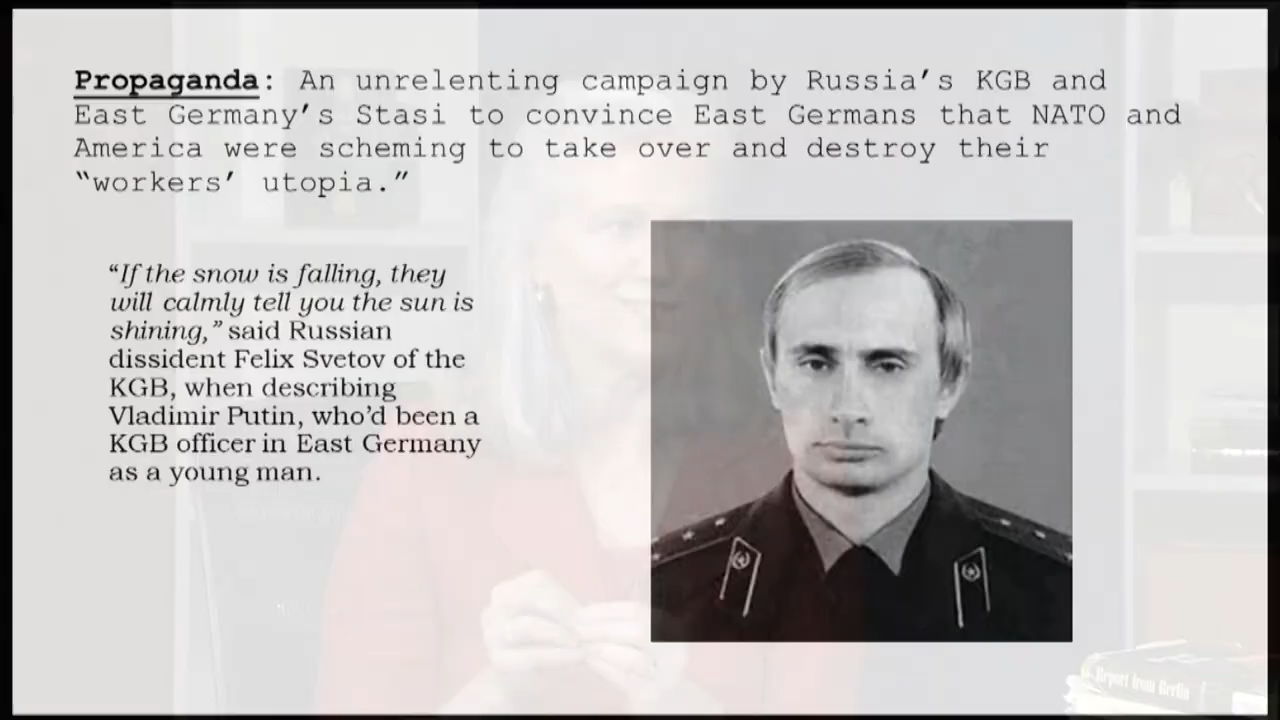 Propaganda: An unrelenting campaign by Russia’s KGB and
East Germany’s Stasi to convince East Germans that NATO and
America were scheming to take over and destroy their
“workers’ utopia.”
“If the snow is falling, they
will calmly tell you the sun is
shining,” said Russian
dissident Felix Svetov of the
KGB, when describing
Vladimir Putin, who’d been a
KGB officer in East Germany
as a young man.
Report from Berlin